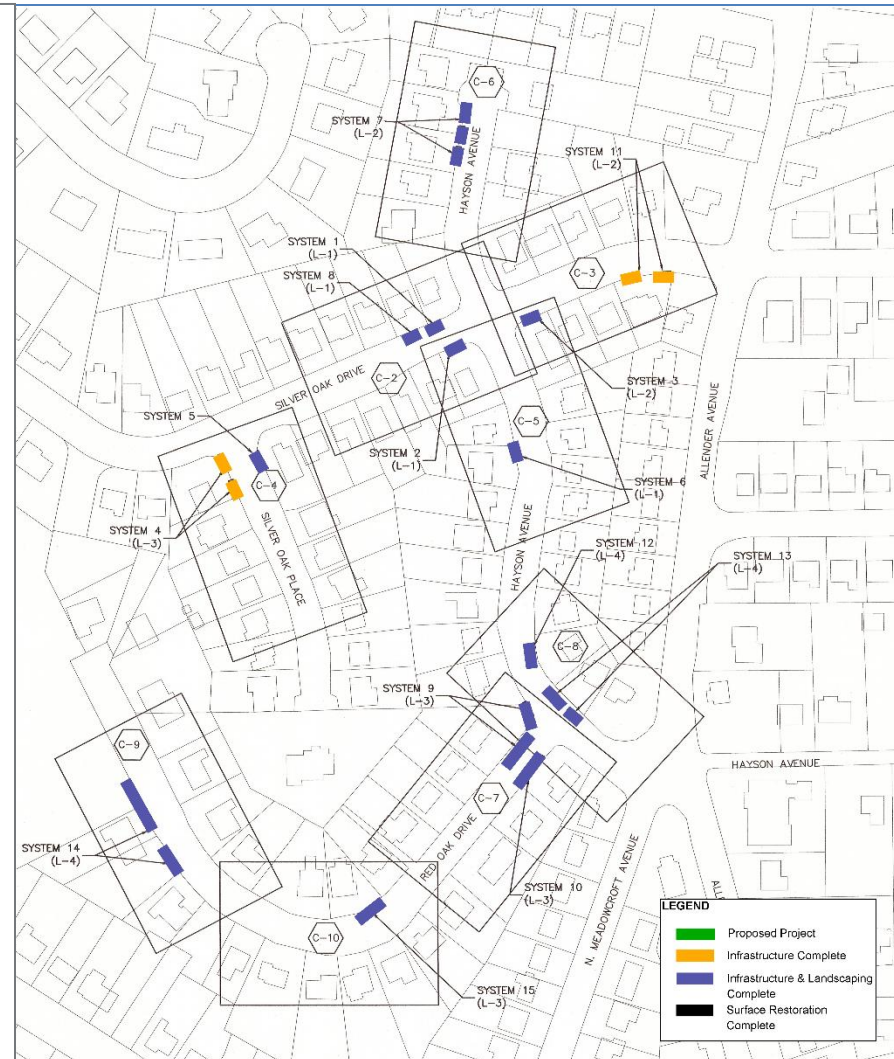 C-6
SYSTEM 7
(L-2)
HAYSON AVENUE
SYSTEM 11
(L-2)
SYSTEM 1
(L-1)
SYSTEM 8
(L-1)
C-3
SILVER OAK DRIVE
C-2
SYSTEM 3
(L-2)
ALLENDER AVENUE
SYSTEM 5
C-5
SYSTEM 2
(L-1)
C-4
SYSTEM 6
(L-1)
SYSTEM 4
(L-3)
SILVER OAK PLACE
HAYSON AVENUE
SYSTEM 12
(L-4)
SYSTEM 13
(L-4)
C-8
SYSTEM 9
(L-3)
C-9
HAYSON AVENUE
C-7
RED OAK DRIVE
SYSTEM 14
(L-4)
SYSTEM 10
(L-3)
N. MEADOWCROFT AVENUE
C-10
SYSTEM 15
(L-3)
LEGEND
Proposed Project
Infrastructure Complete
Infrastructure & Landscaping
Complete
Surface Restoration
Complete